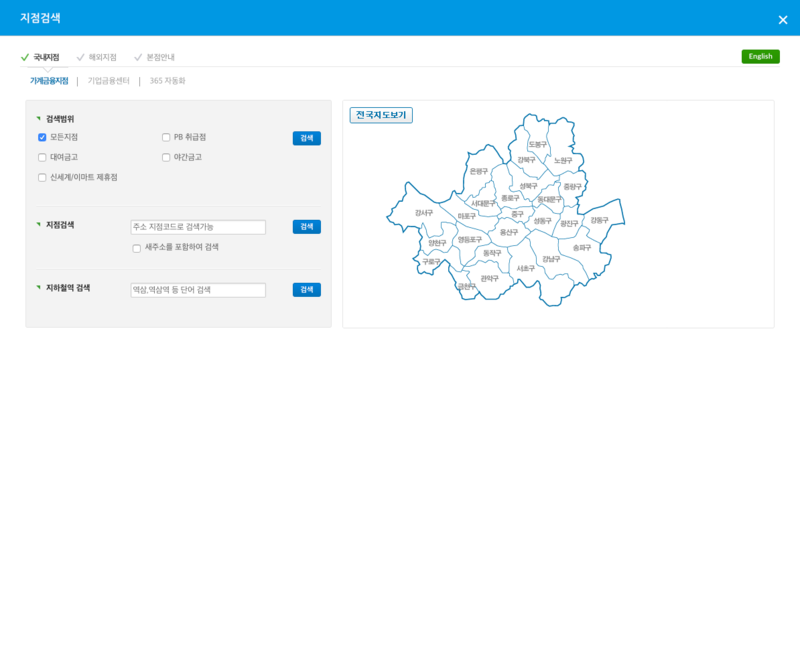 지점검색
국내지점 해외지점 본점안내
English
가계금융지점 | 기업금융센터 | 365 자동화
검색범위
모든지점 PB 취급점 검색
대여금고 야간금고
신세계/이마트 제휴점
지점검색 주소 지점코드로 검색가능 검색
새주소를 포함하여 검색
지하철역 검색 역삼,역삼역 등 단어 검색 검색
전국지도보기
도봉구
강북구 노원구
은평구
성북구 중랑구
종로구 동대문구
서대문구
강서구 마포구 중구 성동구 광진구 강동구
용산구
양천구 영등포구 송파구
동작구
구로구 강남구
서초구
관악구
금천구